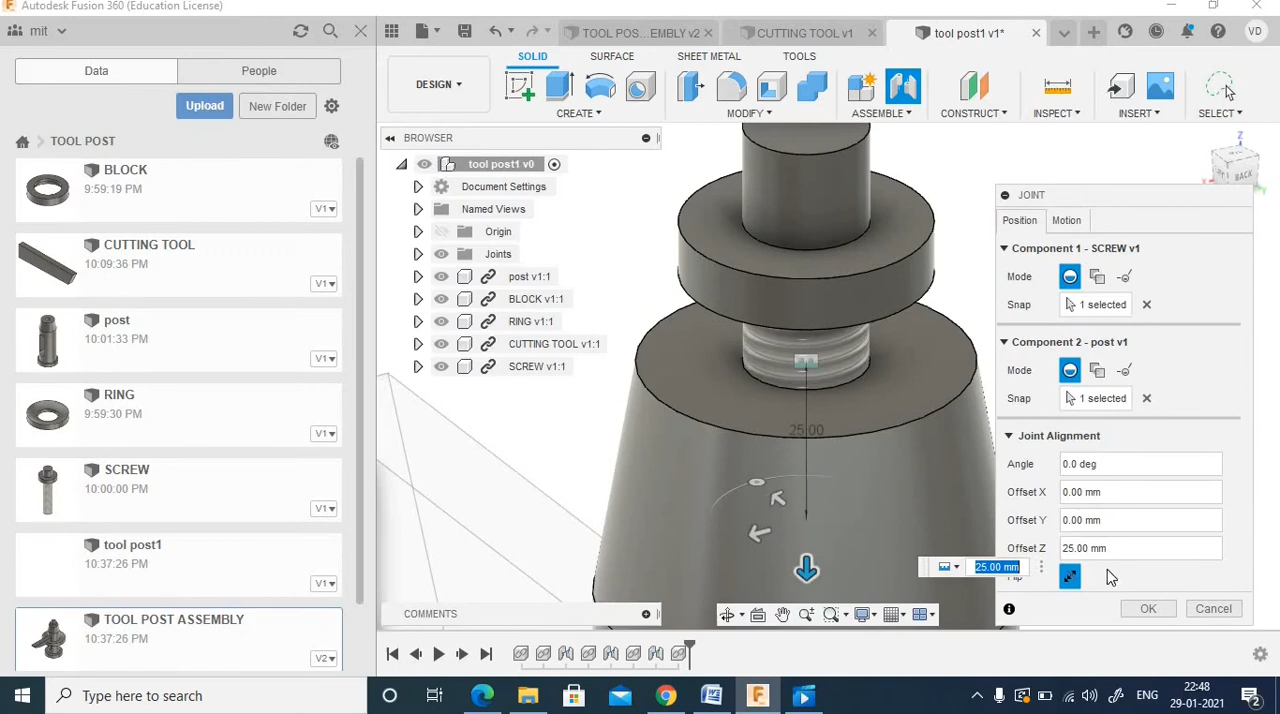 Autodesk Fusion 360 (Education License)
mit
TOOL POS...EMBLY v2
CUTTING TOOL v1
tool post1 v1*
VD
Data
People
SOLID
SURFACE
SHEET METAL
TOOLS
DESIGN
Upload
New Folder
CREATE
MODIFY
ASSEMBLE
CONSTRUCT
INSPECT
INSERT
SELECT
TOOL POST
BROWSER
BLOCK
9:59:19 PM
V1
CUTTING TOOL
10:09:36 PM
V1
post
10:01:33 PM
V1
RING
9:59:30 PM
V1
SCREW
10:00:00 PM
V1
tool post1
10:37:26 PM
V1
TOOL POST ASSEMBLY
10:37:26 PM
V2
tool post1 v0
Document Settings
Named Views
Origin
Joints
post v1:1
BLOCK v1:1
RING v1:1
CUTTING TOOL v1:1
SCREW v1:1
25.00
25.00 mm
Z
BACK
JOINT
Position
Motion
Component 1 - SCREW v1
Mode
Snap
1 selected
Component 2 - post v1
Mode
Snap
1 selected
Joint Alignment
Angle
0.0 deg
Offset X
0.00 mm
Offset Y
0.00 mm
Offset Z
25.00 mm
Flip
OK
Cancel
COMMENTS
Type here to search
ENG
22:48
29-01-2021
2